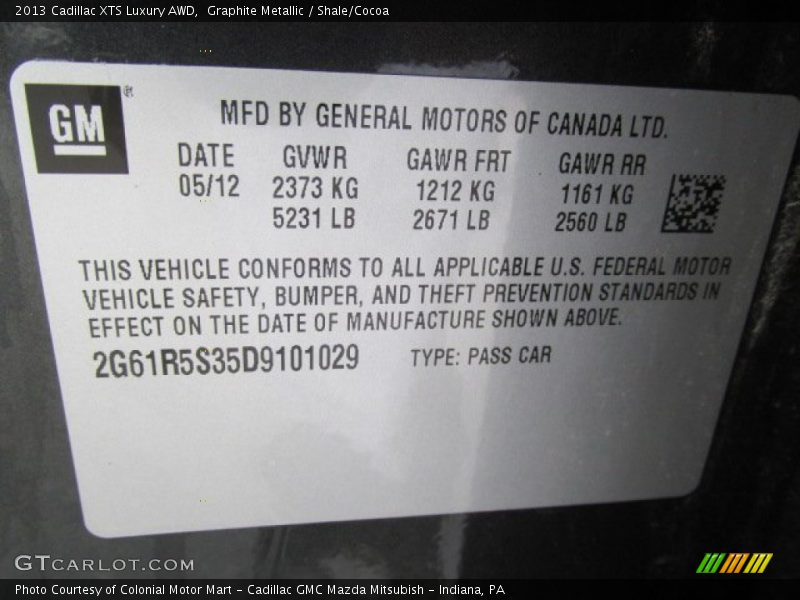 2013 Cadillac XTS Luxury AWD,  Graphite Metallic / Shale/Cocoa
GM ®
MFD BY GENERAL MOTORS OF CANADA LTD.
DATE GVWR GAWR FRT GAWR RR
05/12 2373 KG 1212 KG 1161 KG
5231 LB 2671 LB 2560 LB
THIS VEHICLE CONFORMS TO ALL APPLICABLE U.S. FEDERAL MOTOR
VEHICLE SAFETY, BUMPER, AND THEFT PREVENTION STANDARDS IN
EFFECT ON THE DATE OF MANUFACTURE SHOWN ABOVE.
2G61R5S35D9101029 TYPE: PASS CAR
GTCARLOT.COM
Photo Courtesy of Colonial Motor Mart - Cadillac GMC Mazda Mitsubish - Indiana, PA